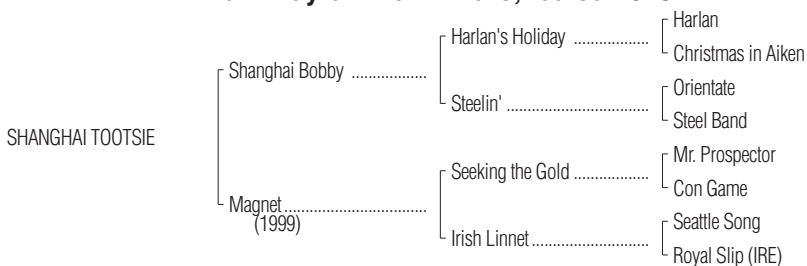 Harlan
Harlan's Holiday ..................
Christmas in Aiken
Shanghai Bobby ..................
Orientate
Steelin' ..................................
Steel Band
SHANGHAI TOOTSIE
Mr. Prospector
Seeking the Gold ..................
Con Game
Magnet ..................................
(1999)
Seattle Song
Irish Linnet ............................
Royal Slip (IRE)